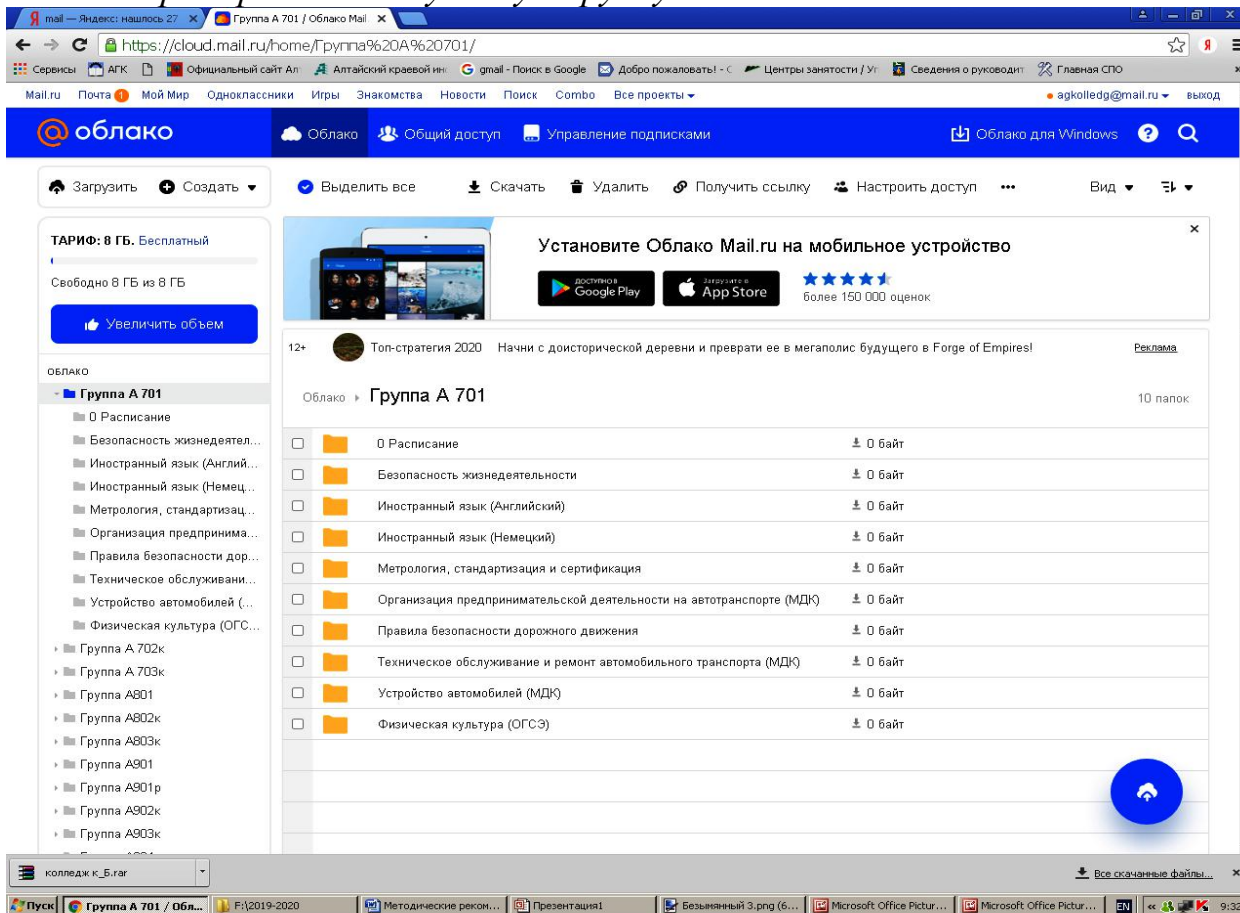 mail — Яндекс: нашлось 27
Группа А 701 / Облако Mail.
https://cloud.mail.ru/home/Группа%20А%20701/
Сервисы АГК Официальный сайт Алт Алтайский краевой инс gmail - Поиск в Google Добро пожаловать! - С Центры занятости / Уп Сведения о руководит Главная СПО
Mail.ru Почта 1 Мой Мир Одноклассники Игры Знакомства Новости Поиск Combo Все проекты agkolledg@mail.ru выход
облако Облако Общий доступ Управление подписками Облако для Windows ?
Загрузить Создать Выделить все Скачать Удалить Получить ссылку Настроить доступ ••• Вид
ТАРИФ: 8 ГБ. Бесплатный
Свободно 8 ГБ из 8 ГБ
Увеличить объем
Установите Облако Mail.ru на мобильное устройство
ДОСТУПНО В Google Play
Загрузите в App Store
более 150 000 оценок
12+ Топ-стратегия 2020 Начни с доисторической деревни и преврати ее в мегаполис будущего в Forge of Empires! Реклама
ОБЛАКО
Группа А 701
0 Расписание
Безопасность жизнедеятел...
Иностранный язык (Англий...
Иностранный язык (Немец...
Метрология, стандартизац...
Организация предпринима...
Правила безопасности дор...
Техническое обслуживани...
Устройство автомобилей (...
Физическая культура (ОГС...
Группа А 702к
Группа А 703к
Группа А801
Группа А802к
Группа А803к
Группа А901
Группа А901р
Группа А902к
Группа А903к
Облако Группа А 701 10 папок
0 Расписание 0 байт
Безопасность жизнедеятельности 0 байт
Иностранный язык (Английский) 0 байт
Иностранный язык (Немецкий) 0 байт
Метрология, стандартизация и сертификация 0 байт
Организация предпринимательской деятельности на автотранспорте (МДК) 0 байт
Правила безопасности дорожного движения 0 байт
Техническое обслуживание и ремонт автомобильного транспорта (МДК) 0 байт
Устройство автомобилей (МДК) 0 байт
Физическая культура (ОГСЭ) 0 байт
колледж к_Б.rar Все скачанные файлы...
Пуск Группа А 701 / Обл... F:\2019-2020 Методические реком... Презентация1 Безымянный 3.png (6... Microsoft Office Pictur... Microsoft Office Pictur... EN 9:32